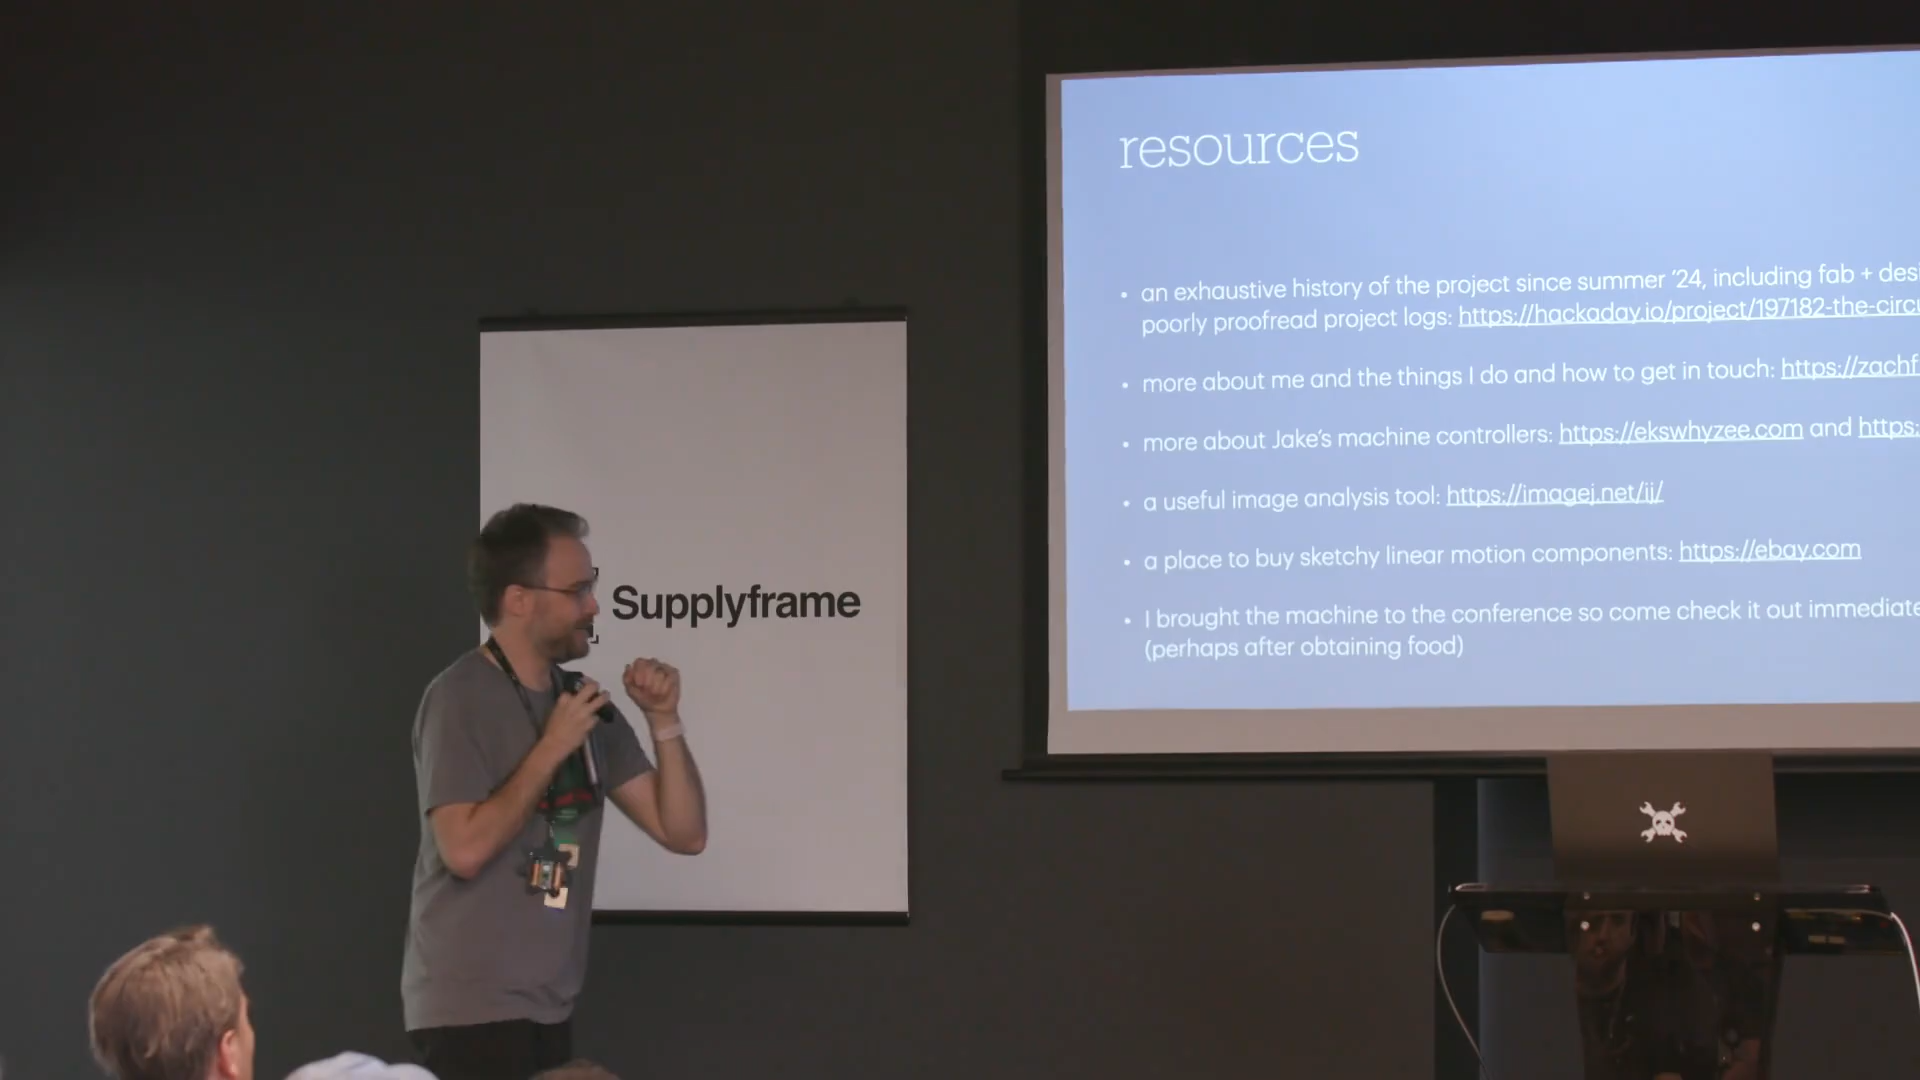 resources
an exhaustive history of the project since summer ‘24, including fab + desi
poorly proofread project logs: https://hackaday.io/project/197182-the-circu
more about me and the things I do and how to get in touch: https://zachf
more about Jake’s machine controllers: https://ekswhyzee.com and https:
a useful image analysis tool: https://imagej.net/ij/
a place to buy sketchy linear motion components: https://ebay.com
I brought the machine to the conference so come check it out immediate
(perhaps after obtaining food)
Supplyframe